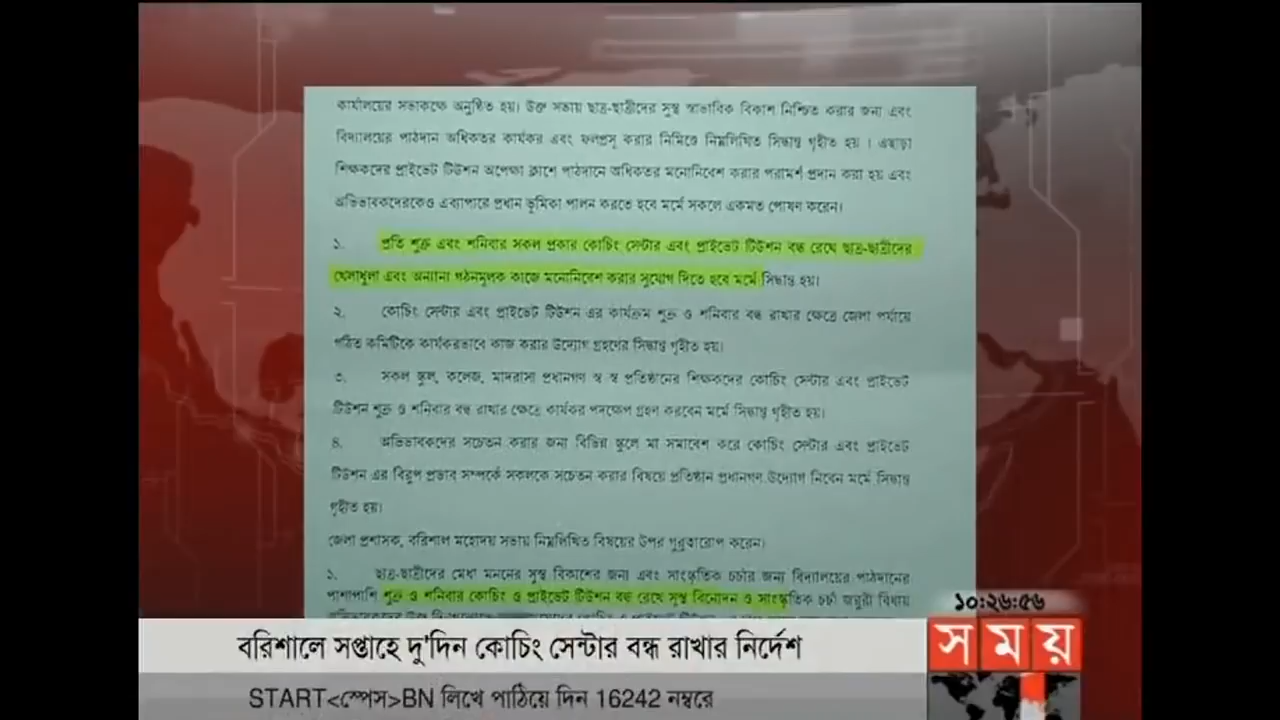 কার্যালয়ের সভাকক্ষে অনুষ্ঠিত হয়। উক্ত সভায় ছাত্র-ছাত্রীদের সুস্থ স্বাভাবিক বিকাশ নিশ্চিত করার জন্য এবং
বিদ্যালয়ের পাঠদান অধিকতর কার্যকর এবং ফলপ্রসূ করার নিমিত্তে নিম্নলিখিত সিদ্ধান্ত গৃহীত হয় । এছাড়া
শিক্ষকদের প্রাইভেট টিউশন অপেক্ষা ক্লাশে পাঠদানে অধিকতর মনোনিবেশ করার পরামর্শ প্রদান করা হয় এবং
অভিভাবকদেরকেও এব্যাপারে প্রধান ভূমিকা পালন করতে হবে মর্মে সকলে একমত পোষণ করেন।
১. প্রতি শুক্র এবং শনিবার সকল প্রকার কোচিং সেন্টার এবং প্রাইভেট টিউশন বন্ধ রেখে ছাত্র-ছাত্রীদের
খেলাধুলা এবং অন্যান্য গঠনমূলক কাজে মনোনিবেশ করার সুযোগ দিতে হবে মর্মে সিদ্ধান্ত হয়।
২. কোচিং সেন্টার এবং প্রাইভেট টিউশন এর কার্যক্রম শুক্র ও শনিবার বন্ধ রাখার ক্ষেত্রে জেলা পর্যায়ে
গঠিত কমিটিকে কার্যকরভাবে কাজ করার উদ্যোগ গ্রহণের সিদ্ধান্ত গৃহীত হয়।
৩. সকল স্কুল, কলেজ, মাদরাসা প্রধানগণ স্ব স্ব প্রতিষ্ঠানের শিক্ষকদের কোচিং সেন্টার এবং প্রাইভেট
টিউশন শুক্র ও শনিবার বন্ধ রাখার ক্ষেত্রে কার্যকর পদক্ষেপ গ্রহণ করবেন মর্মে সিদ্ধান্ত গৃহীত হয়।
৪. অভিভাবকদের সচেতন করার জন্য বিভিন্ন স্কুলে মা সমাবেশ করে কোচিং সেন্টার এবং প্রাইভেট
টিউশন এর বিরুপ প্রভাব সম্পর্কে সকলকে সচেতন করার বিষয়ে প্রতিষ্ঠান প্রধানগণ উদ্যোগ নিবেন মর্মে সিদ্ধান্ত
গৃহীত হয়।
জেলা প্রশাসক, বরিশাল মহোদয় সভায় নিম্নলিখিত বিষয়ের উপর গুরুত্বারোপ করেন।
১. ছাত্র-ছাত্রীদের মেধা মননের সুস্থ বিকাশের জন্য এবং সাংস্কৃতিক চর্চার জন্য বিদ্যালয়ের পাঠদানের
পাশাপাশি শুক্র ও শনিবার কোচিং ও প্রাইভেট টিউশন বন্ধ রেখে সুস্থ বিনোদন ও সাংস্কৃতিক চর্চা জরুরী বিধায়
১০:২৬:৫৬
সময়
বরিশালে সপ্তাহে দু'দিন কোচিং সেন্টার বন্ধ রাখার নির্দেশ
START<স্পেস>BN লিখে পাঠিয়ে দিন 16242 নম্বরে